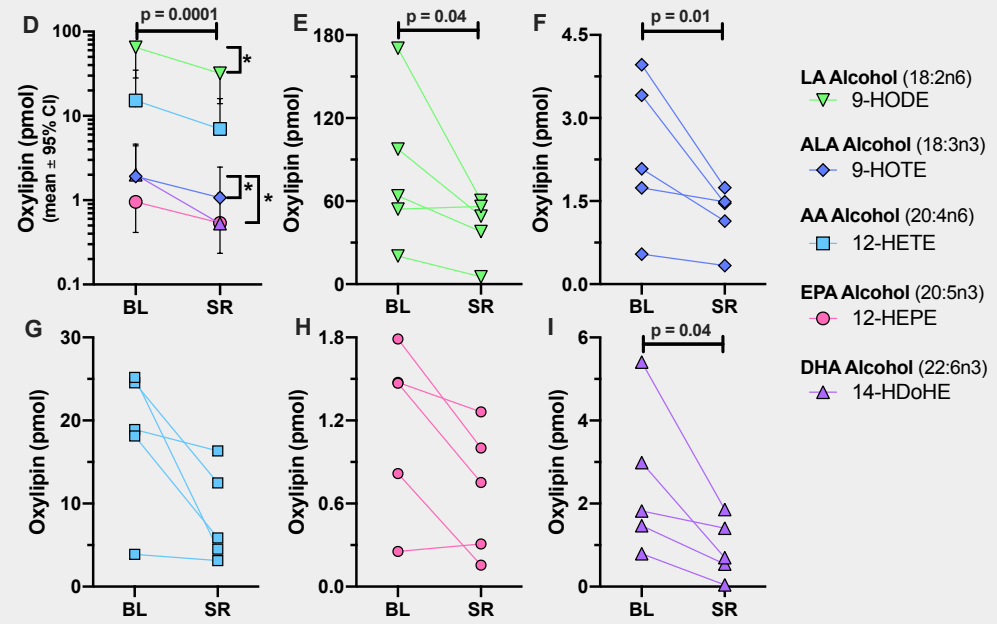 D
p = 0.0001
Oxylipin (pmol)
(mean ± 95% CI)
100
10
1
0.1
*
*
*
BL
SR
E
p = 0.04
Oxylipin (pmol)
180
120
60
0
BL
SR
F
p = 0.01
Oxylipin (pmol)
4.5
3.0
1.5
0.0
BL
SR
LA Alcohol (18:2n6)
9-HODE
ALA Alcohol (18:3n3)
9-HOTE
AA Alcohol (20:4n6)
12-HETE
EPA Alcohol (20:5n3)
12-HEPE
DHA Alcohol (22:6n3)
14-HDoHE
G
Oxylipin (pmol)
30
20
10
0
BL
SR
H
Oxylipin (pmol)
1.8
1.2
0.6
0.0
BL
SR
I
p = 0.04
Oxylipin (pmol)
6
4
2
0
BL
SR